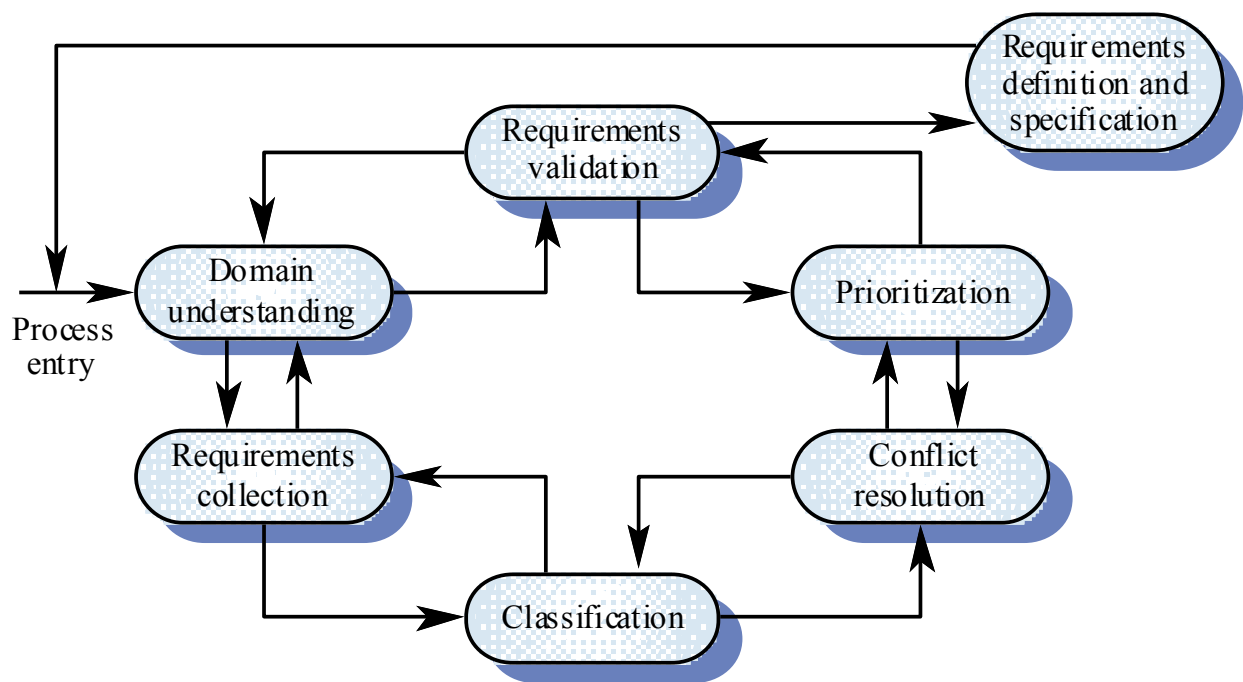 Requirements
definition and
specification
Requirements
validation
Domain
understanding
Prioritization
Process
entry
Requirements
collection
Conflict
resolution
Classification